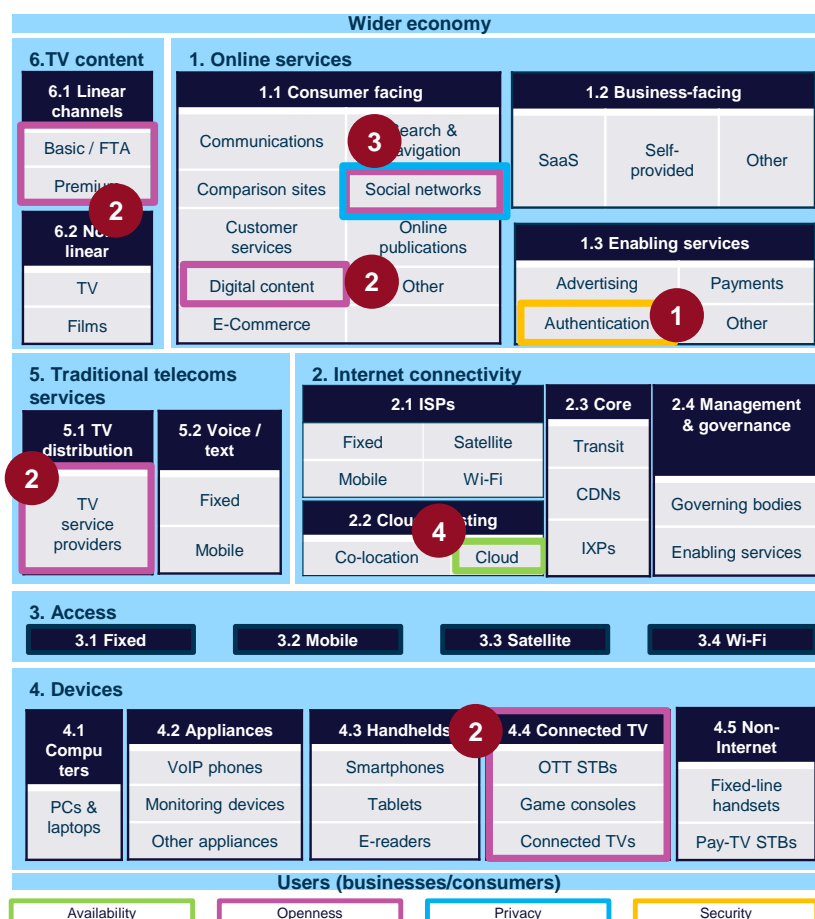 Wider economy
6.TV content
6.1 Linear
channels
Basic / FTA
Premium
2
6.2
linear
TV
Films
1. Online services
1.1 Consumer facing
Communications
3
Search &
navigation
Comparison sites
Social networks
Customer
services
Online
publications
Digital content
2
Other
E-Commerce
1.2 Business-facing
SaaS
Self-
provided
Other
1.3 Enabling services
Advertising
Payments
Authentication
1
Other
5. Traditional telecoms
services
5.1 TV
distribution
2
TV
service
providers
5.2 Voice /
text
Fixed
Mobile
2. Internet connectivity
2.1 ISPs
Fixed
Satellite
Mobile
Wi-Fi
2.2
4
Co-location
Cloud
2.3 Core
Transit
CDNs
IXPs
2.4 Management
& governance
Governing bodies
Enabling services
3. Access
3.1 Fixed
3.2 Mobile
3.3 Satellite
3.4 Wi-Fi
4. Devices
4.1
Compu
ters
PCs &
laptops
4.2 Appliances
VoIP phones
Monitoring devices
Other appliances
4.3 Handhelds
Smartphones
Tablets
E-readers
2
4.4 Connected TV
OTT STBs
Game consoles
Connected TVs
4.5 Non-
Internet
Fixed-line
handsets
Pay-TV STBs
Users (businesses/consumers)
Availability
Openness
Privacy
Security